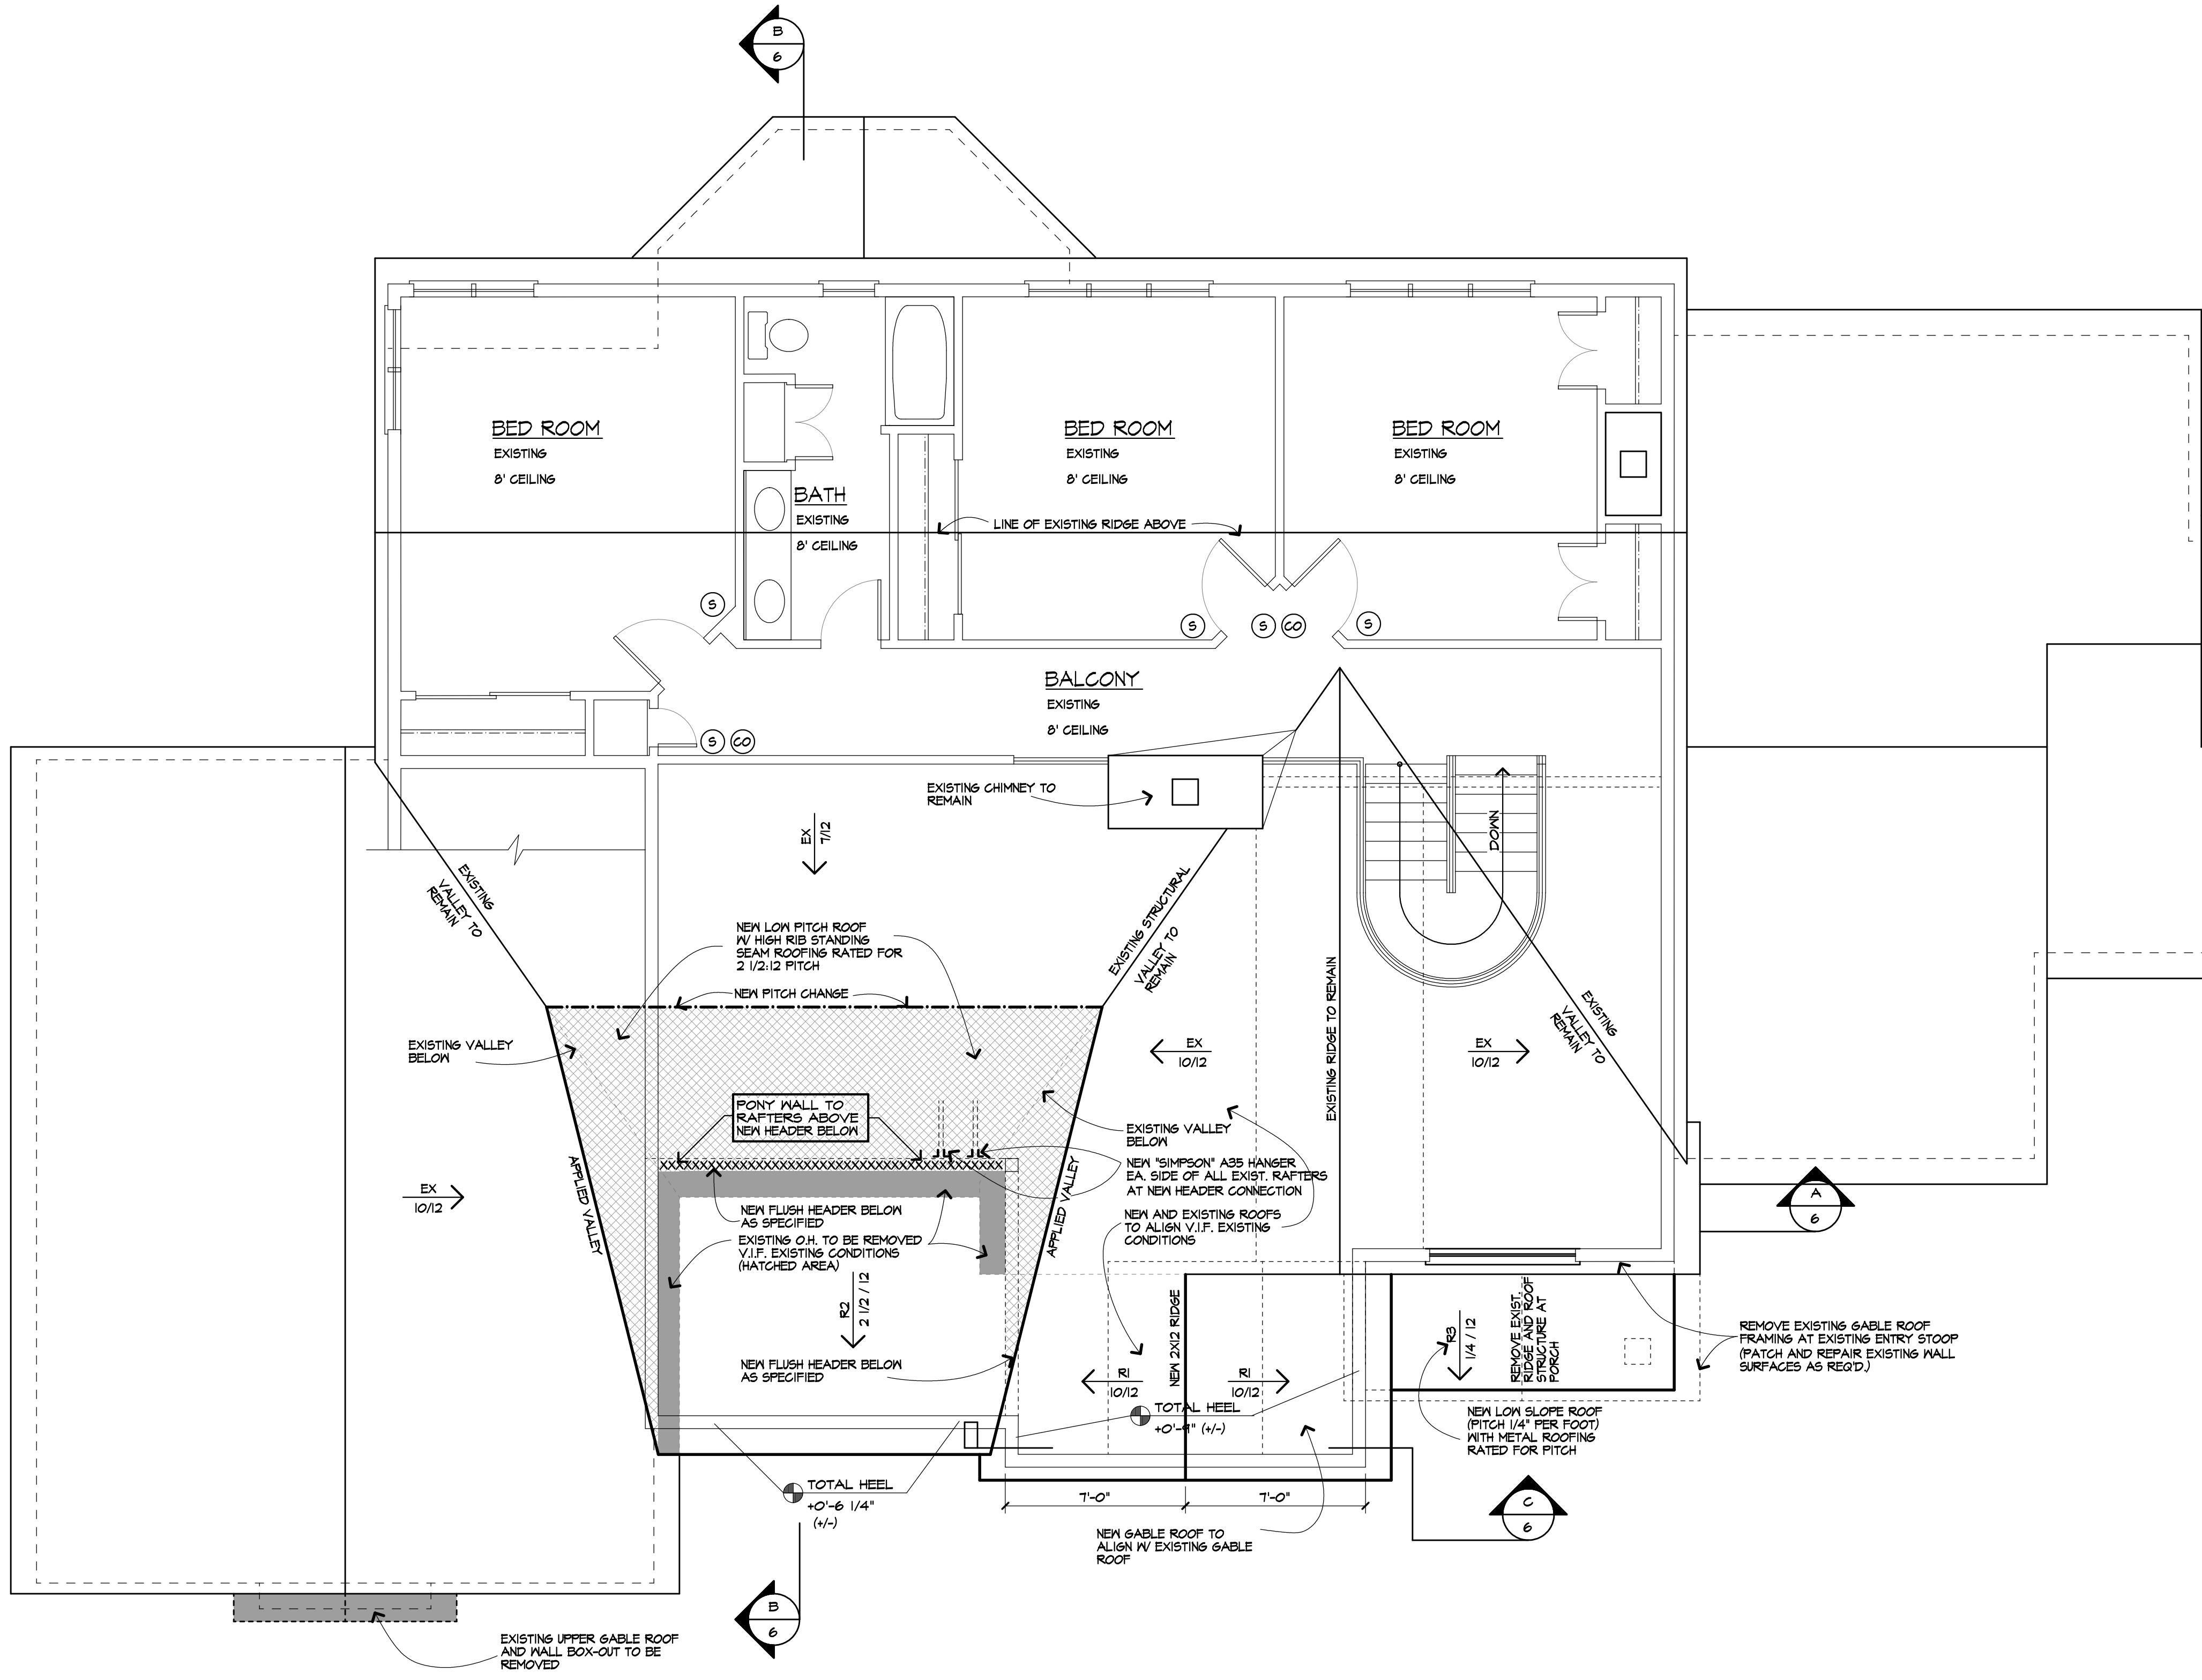 B
6
BED ROOM
EXISTING
8' CEILING
BED ROOM
EXISTING
8' CEILING
BED ROOM
EXISTING
8' CEILING
BATH
EXISTING
8' CEILING
LINE OF EXISTING RIDGE ABOVE
S
S
S CO
S
BALCONY
EXISTING
8' CEILING
S CO
EXISTING CHIMNEY TO
REMAIN
DOWN
EX
7/12
EXISTING
VALLEY TO
REMAIN
EXISTING STRUCTURAL
VALLEY TO
REMAIN
NEW LOW PITCH ROOF
W/ HIGH RIB STANDING
SEAM ROOFING RATED FOR
2 1/2:12 PITCH
NEW PITCH CHANGE
EXISTING RIDGE TO REMAIN
EXISTING
VALLEY TO
REMAIN
EXISTING VALLEY
BELOW
EX
10/12
EX
10/12
PONY WALL TO
RAFTERS ABOVE
NEW HEADER BELOW
EXISTING VALLEY
BELOW
NEW "SIMPSON" A35 HANGER
EA. SIDE OF ALL EXIST. RAFTERS
AT NEW HEADER CONNECTION
EX
10/12
APPLIED VALLEY
APPLIED VALLEY
A
6
NEW FLUSH HEADER BELOW
AS SPECIFIED
EXISTING O.H. TO BE REMOVED
V.I.F. EXISTING CONDITIONS
(HATCHED AREA)
NEW AND EXISTING ROOFS
TO ALIGN V.I.F. EXISTING
CONDITIONS
R2
2 1/2 / 12
NEW 2X12 RIDGE
R3
1/4 / 12
REMOVE EXIST.
RIDGE AND ROOF
STRUCTURE AT
PORCH
REMOVE EXISTING GABLE ROOF
FRAMING AT EXISTING ENTRY STOOP
(PATCH AND REPAIR EXISTING WALL
SURFACES AS REQ'D.)
NEW FLUSH HEADER BELOW
AS SPECIFIED
R1
10/12
R1
10/12
TOTAL HEEL
+0'-9" (+/-)
NEW LOW SLOPE ROOF
(PITCH 1/4" PER FOOT)
WITH METAL ROOFING
RATED FOR PITCH
TOTAL HEEL
+0'-6 1/4"
(+/-)
7'-0"
7'-0"
C
6
NEW GABLE ROOF TO
ALIGN W/ EXISTING GABLE
ROOF
B
6
EXISTING UPPER GABLE ROOF
AND WALL BOX-OUT TO BE
REMOVED